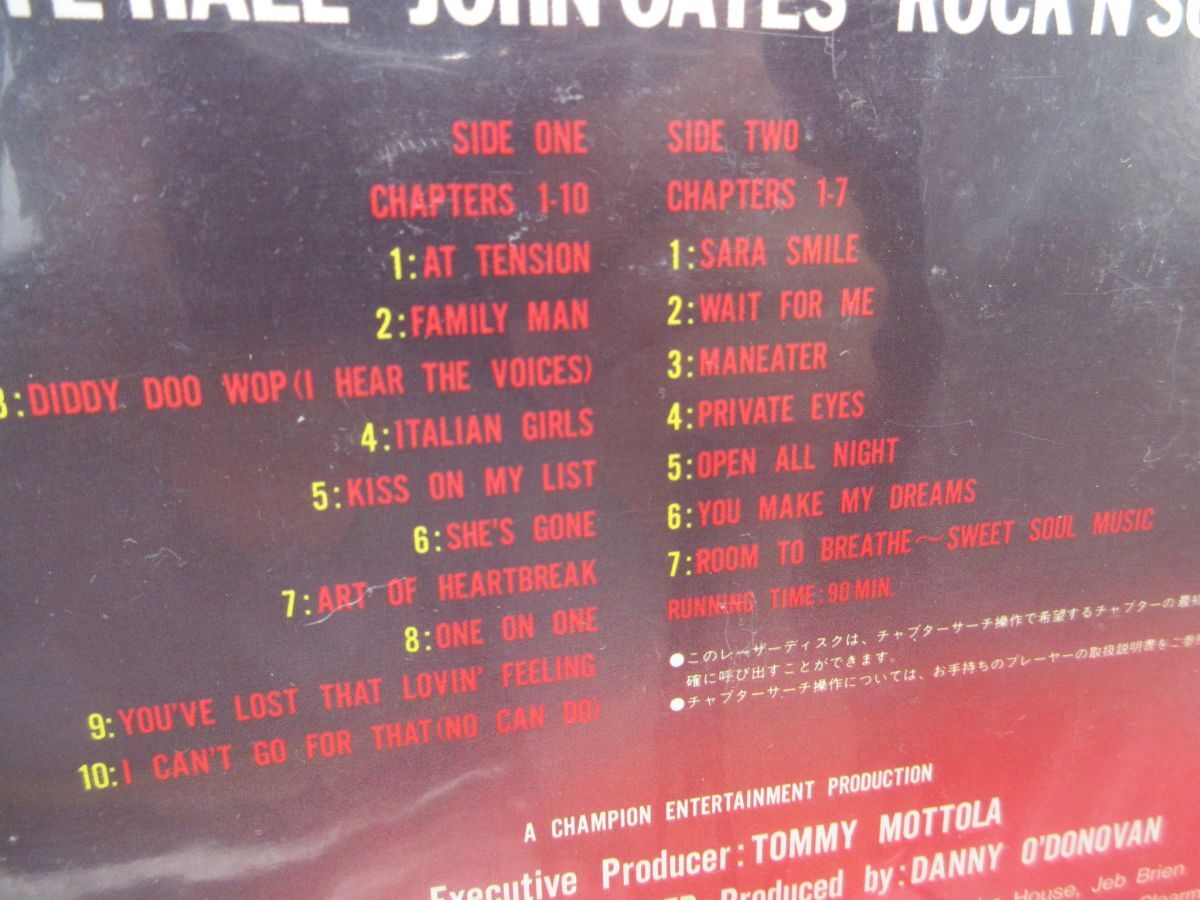 HALL JOHN OATES ROCK'N
SIDE ONE
CHAPTERS 1-10
1:AT TENSION
2:FAMILY MAN
3:DIDDY DOO WOP(I HEAR THE VOICES)
4:ITALIAN GIRLS
5:KISS ON MY LIST
6:SHE'S GONE
7:ART OF HEARTBREAK
8:ONE ON ONE
9:YOU'VE LOST THAT LOVIN' FEELING
10:I CAN'T GO FOR THAT(NO CAN DO)
SIDE TWO
CHAPTERS 1-7
1:SARA SMILE
2:WAIT FOR ME
3:MANEATER
4:PRIVATE EYES
5:OPEN ALL NIGHT
6:YOU MAKE MY DREAMS
7:ROOM TO BREATHE〜SWEET SOUL MUSIC
RUNNING TIME:90 MIN.
●このレーザーディスクは、チャプターサーチ操作で希望するチャプターの最初
確に呼び出すことができます。
●チャプターサーチ操作については、お手持ちのプレーヤーの取扱説明書をご参
A CHAMPION ENTERTAINMENT PRODUCTION
Executive Producer:TOMMY MOTTOLA
Produced by:DANNY O'DONOVAN
House, Jeb Brien